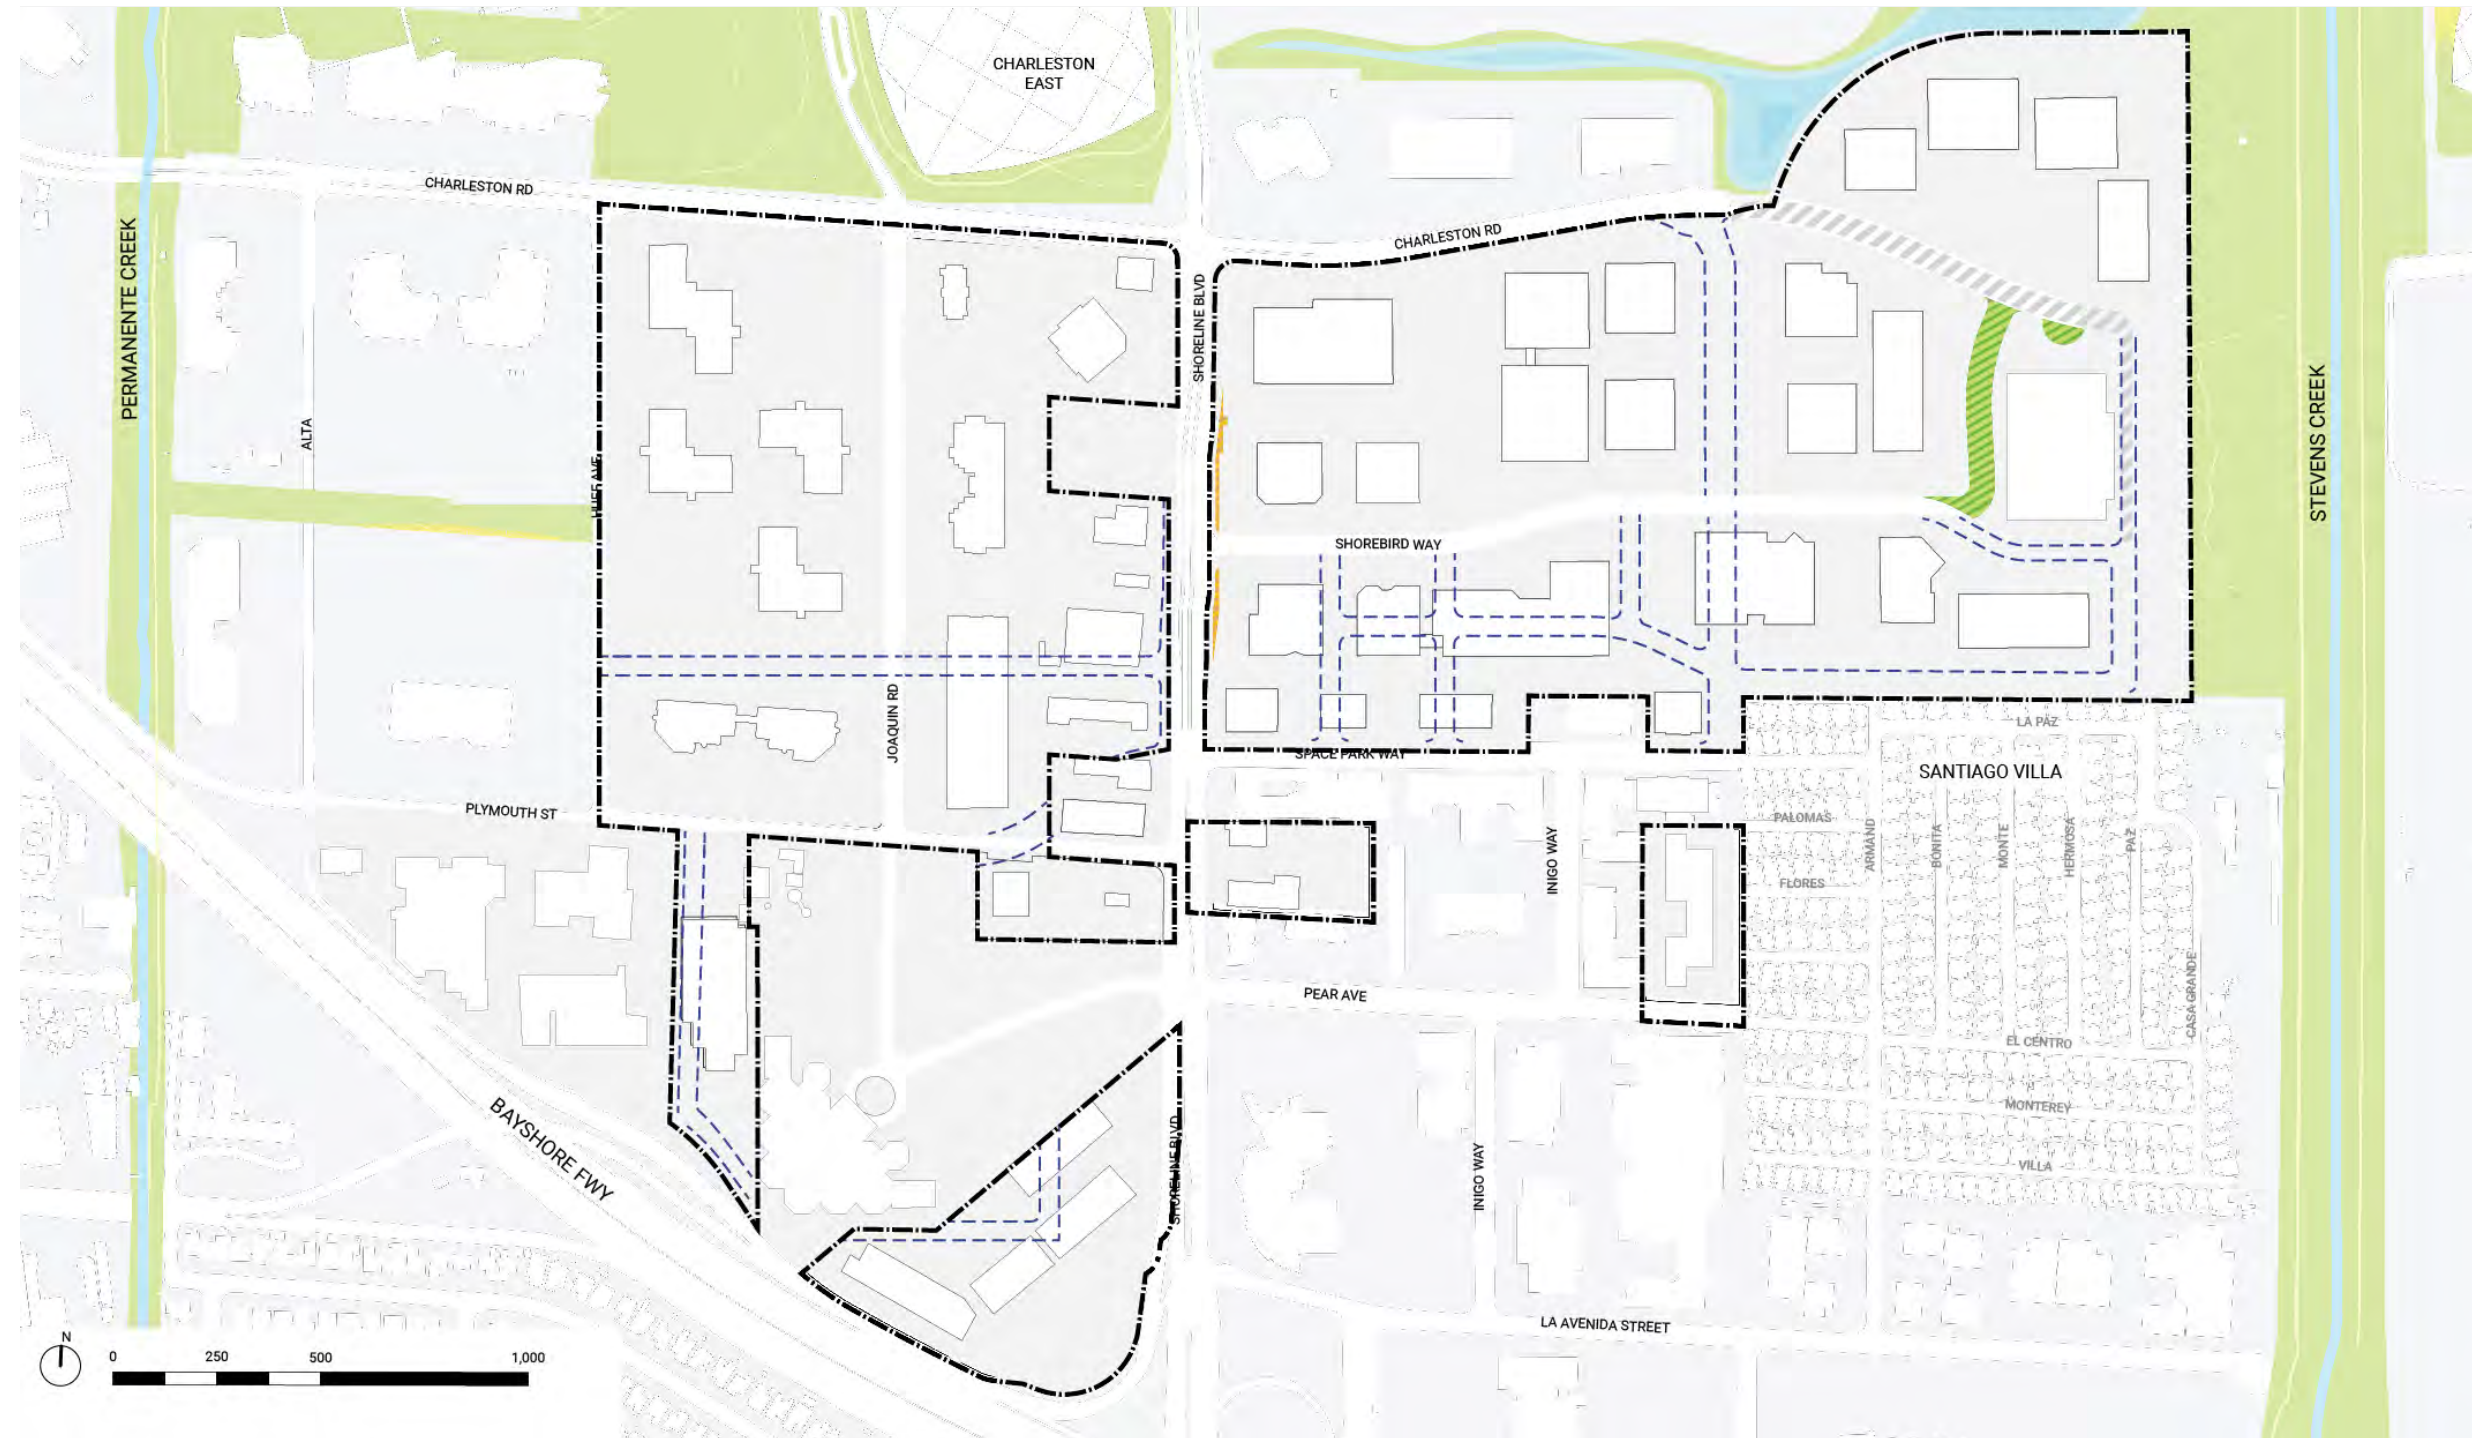 CHARLESTON
EAST
CHARLESTON RD
CHARLESTON RD
PERMANENTE CREEK
SHORELINE BLVD
ALTA
HUFF AVE
STEVENS CREEK
SHOREBIRD WAY
JOAQUIN RD
LA PAZ
SPACE PARK WAY
SANTIAGO VILLA
PLYMOUTH ST
PALOMAS
ARMAND
BONITA
MONTE
HERMOSA
PAZ
INIGO WAY
FLORES
CASA GRANDE
PEAR AVE
EL CENTRO
BAYSHORE FWY
MONTEREY
SHORELINE BLVD
INIGO WAY
VILLA
LA AVENIDA STREET
N
0 250 500 1,000